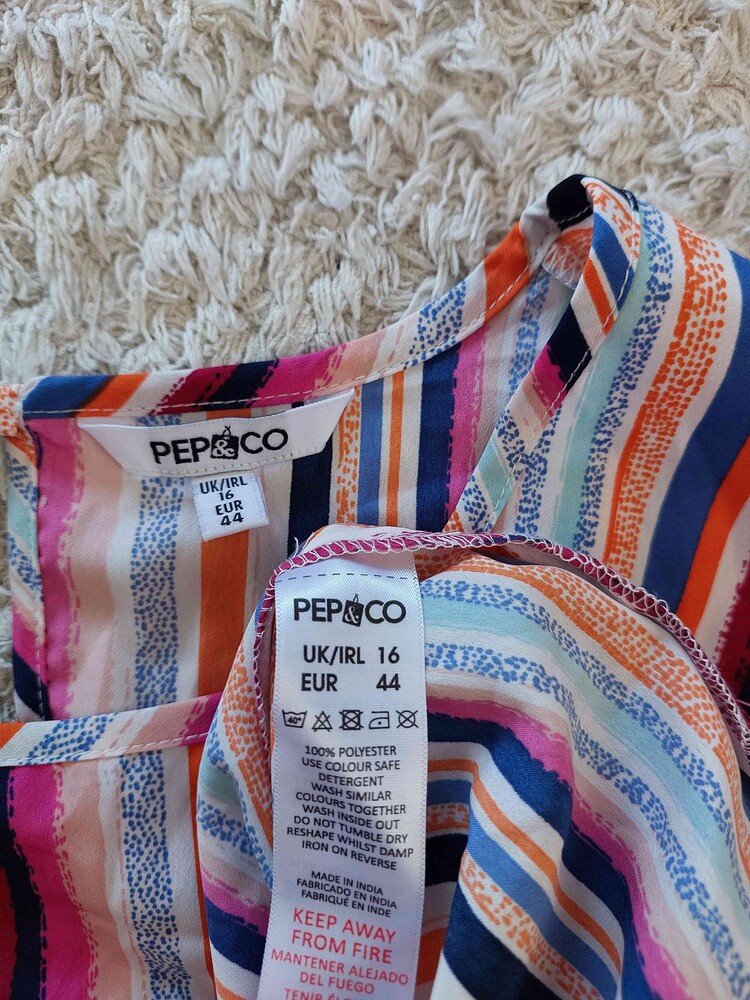 PEP&CO
UK/IRL
16
EUR
44
PEP&CO
UK/IRL 16
EUR 44
40°
100% POLYESTER
USE COLOUR SAFE
DETERGENT
WASH SIMILAR
COLOURS TOGETHER
WASH INSIDE OUT
DO NOT TUMBLE DRY
RESHAPE WHILST DAMP
IRON ON REVERSE
MADE IN INDIA
FABRICADO EN INDIA
FABRIQUÉ EN INDE
KEEP AWAY
FROM FIRE
MANTENER ALEJADO
DEL FUEGO